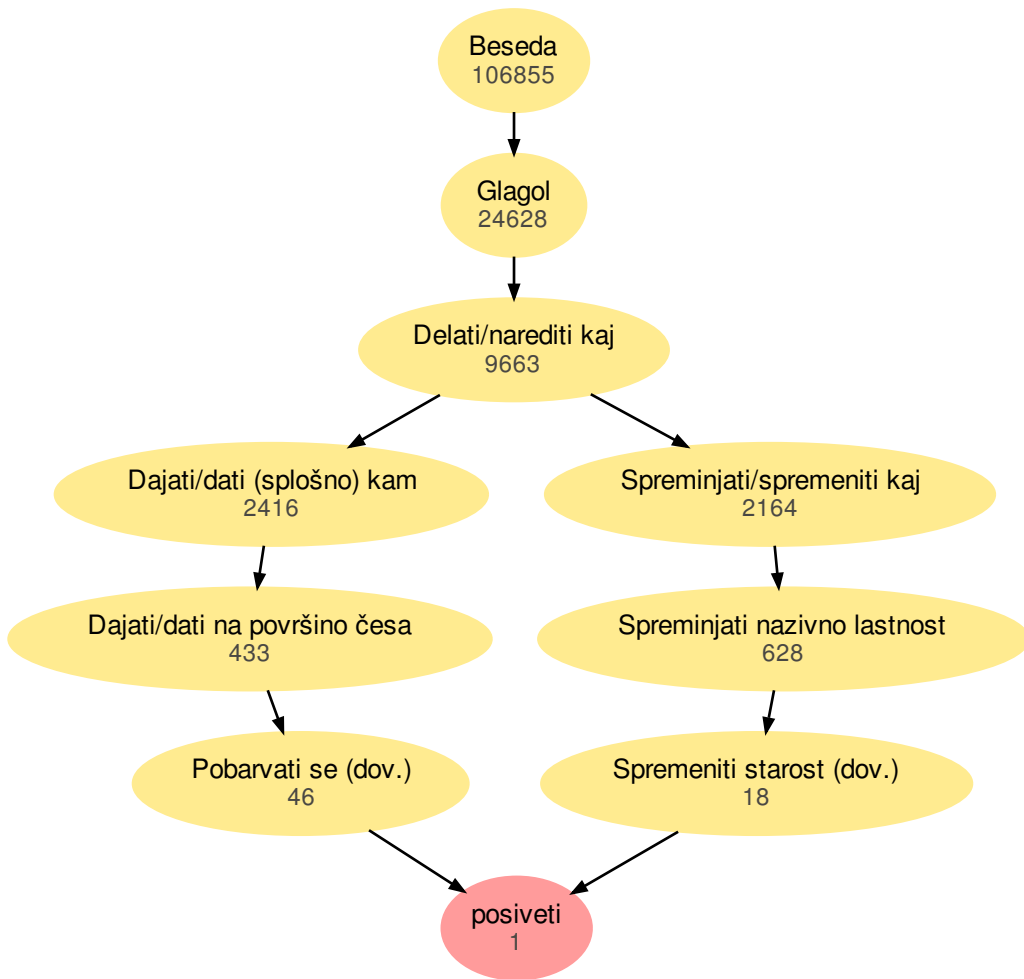 Beseda
106855
Glagol
24628
Delati/narediti kaj
9663
Dajati/dati (splošno) kam
2416
Spreminjati/spremeniti kaj
2164
Dajati/dati na površino česa
433
Spreminjati nazivno lastnost
628
Pobarvati se (dov.)
46
Spremeniti starost (dov.)
18
posiveti
1